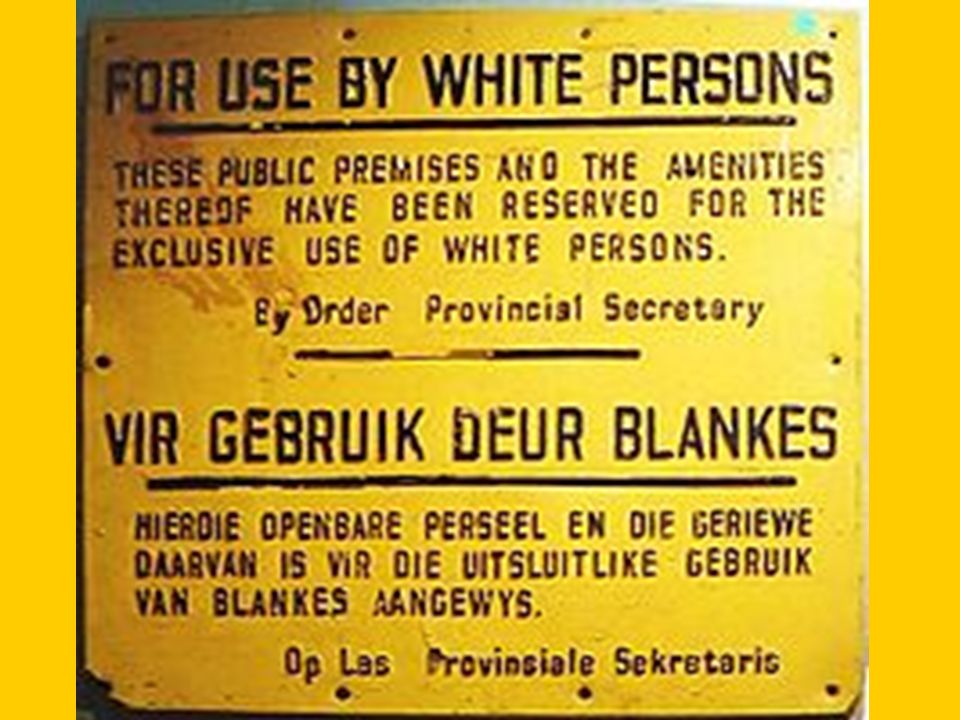 FOR USE BY WHITE PERSONS
THESE PUBLIC PREMISES AND THE AMENITIES
THEREOF HAVE BEEN RESERVED FOR THE
EXCLUSIVE USE OF WHITE PERSONS.
By Order Provincial Secretary
VIR GEBRUIK DEUR BLANKES
HIERDIE OPENBARE PERSEEL EN DIE GERIEWE
DAARVAN IS VIR DIE UITSLUITLIKE GEBRUIK
VAN BLANKES AANGEWYS.
Op Las Provinsiale Sekretaris